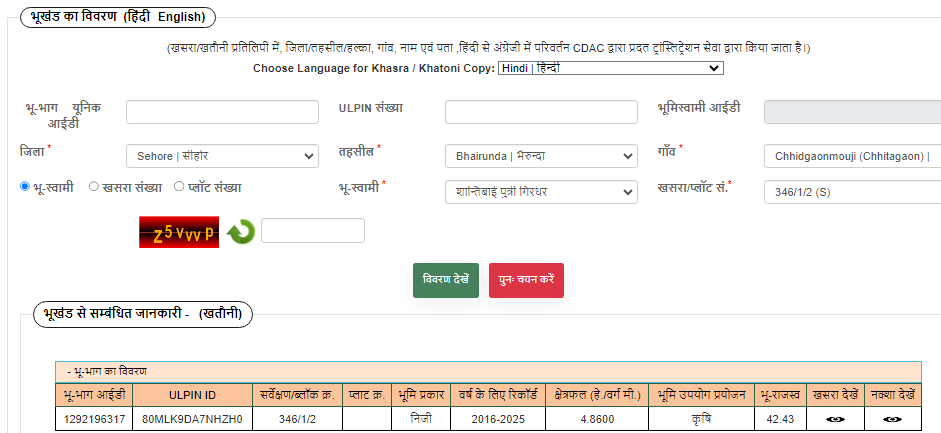 भूखंड का विवरण (हिंदी English)
(खसरा/खतौनी प्रतिलिपी में, जिला/तहसील/हल्का, गांव, नाम एवं पता ,हिंदी से अंग्रेजी में परिवर्तन CDAC द्वारा प्रदत ट्रांस्लिट्रेशन सेवा द्वारा किया जाता है।)
Choose Language for Khasra / Khatoni Copy: Hindi | हिन्दी
भू-भाग यूनिक आईडी ULPIN संख्या भूमिस्वामी आईडी
जिला * Sehore | सीहोर तहसील * Bhairunda | भैरुन्दा गाँव * Chhidgaonmouji (Chhitagaon) |
भू-स्वामी खसरा संख्या प्लॉट संख्या भू-स्वामी * शान्तिबाई पुत्री गिरधर खसरा/प्लॉट सं.* 346/1/2 (S)
z5vvvp
विवरण देखें पुनः चयन करें
भूखंड से सम्बंधित जानकारी - (खतौनी)
- भू-भाग का विवरण
भू-भाग आईडी ULPIN ID सर्वेक्षण/ब्लॉक क्र. प्लाट क्र. भूमि प्रकार वर्ष के लिए रिकॉर्ड क्षेत्रफल (हे./वर्ग मी.) भूमि उपयोग प्रयोजन भू-राजस्व खसरा देखें नक्शा देखें
1292196317 80MLK9DA7NHZH0 346/1/2 निजी 2016-2025 4.8600 कृषि 42.43